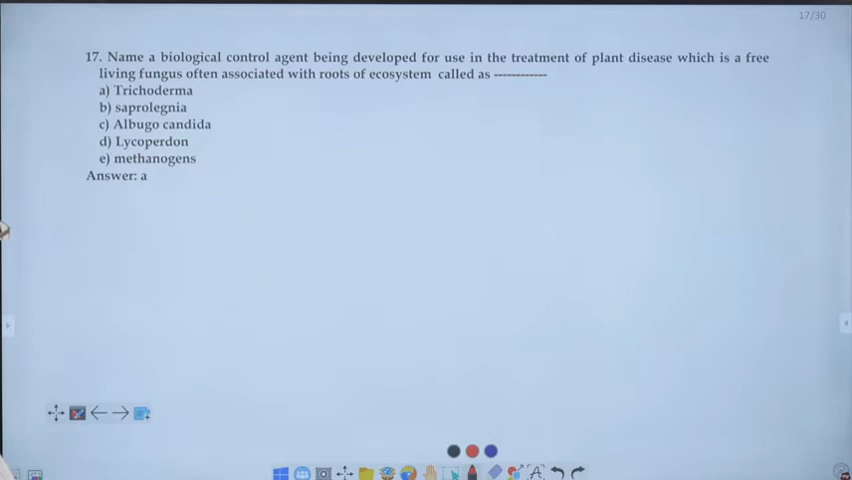 17/30
17. Name a biological control agent being developed for use in the treatment of plant disease which is a free
living fungus often associated with roots of ecosystem called as -----------
a) Trichoderma
b) saprolegnia
c) Albugo candida
d) Lycoperdon
e) methanogens
Answer: a